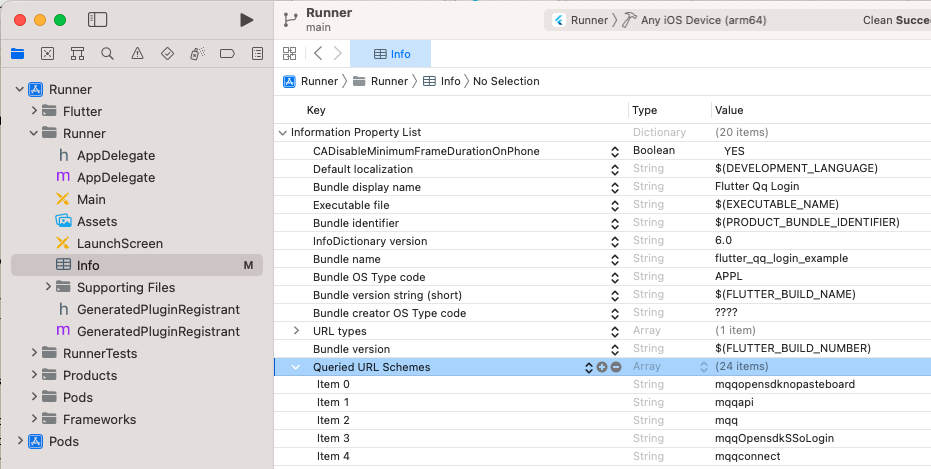 Runner
main
Runner
Any iOS Device (arm64)
Clean Succe
Info
Runner
Runner
Info
No Selection
Runner
Flutter
Runner
h AppDelegate
m AppDelegate
Main
Assets
LaunchScreen
Info M
Supporting Files
h GeneratedPluginRegistrant
m GeneratedPluginRegistrant
RunnerTests
Products
Pods
Frameworks
Pods
Key Type Value
Information Property List Dictionary (20 items)
CADisableMinimumFrameDurationOnPhone Boolean YES
Default localization String $(DEVELOPMENT_LANGUAGE)
Bundle display name String Flutter Qq Login
Executable file String $(EXECUTABLE_NAME)
Bundle identifier String $(PRODUCT_BUNDLE_IDENTIFIER)
InfoDictionary version String 6.0
Bundle name String flutter_qq_login_example
Bundle OS Type code String APPL
Bundle version string (short) String $(FLUTTER_BUILD_NAME)
Bundle creator OS Type code String ????
URL types Array (1 item)
Bundle version String $(FLUTTER_BUILD_NUMBER)
Queried URL Schemes Array (24 items)
Item 0 String mqqopensdknopasteboard
Item 1 String mqqapi
Item 2 String mqq
Item 3 String mqqOpensdkSSoLogin
Item 4 String mqqconnect